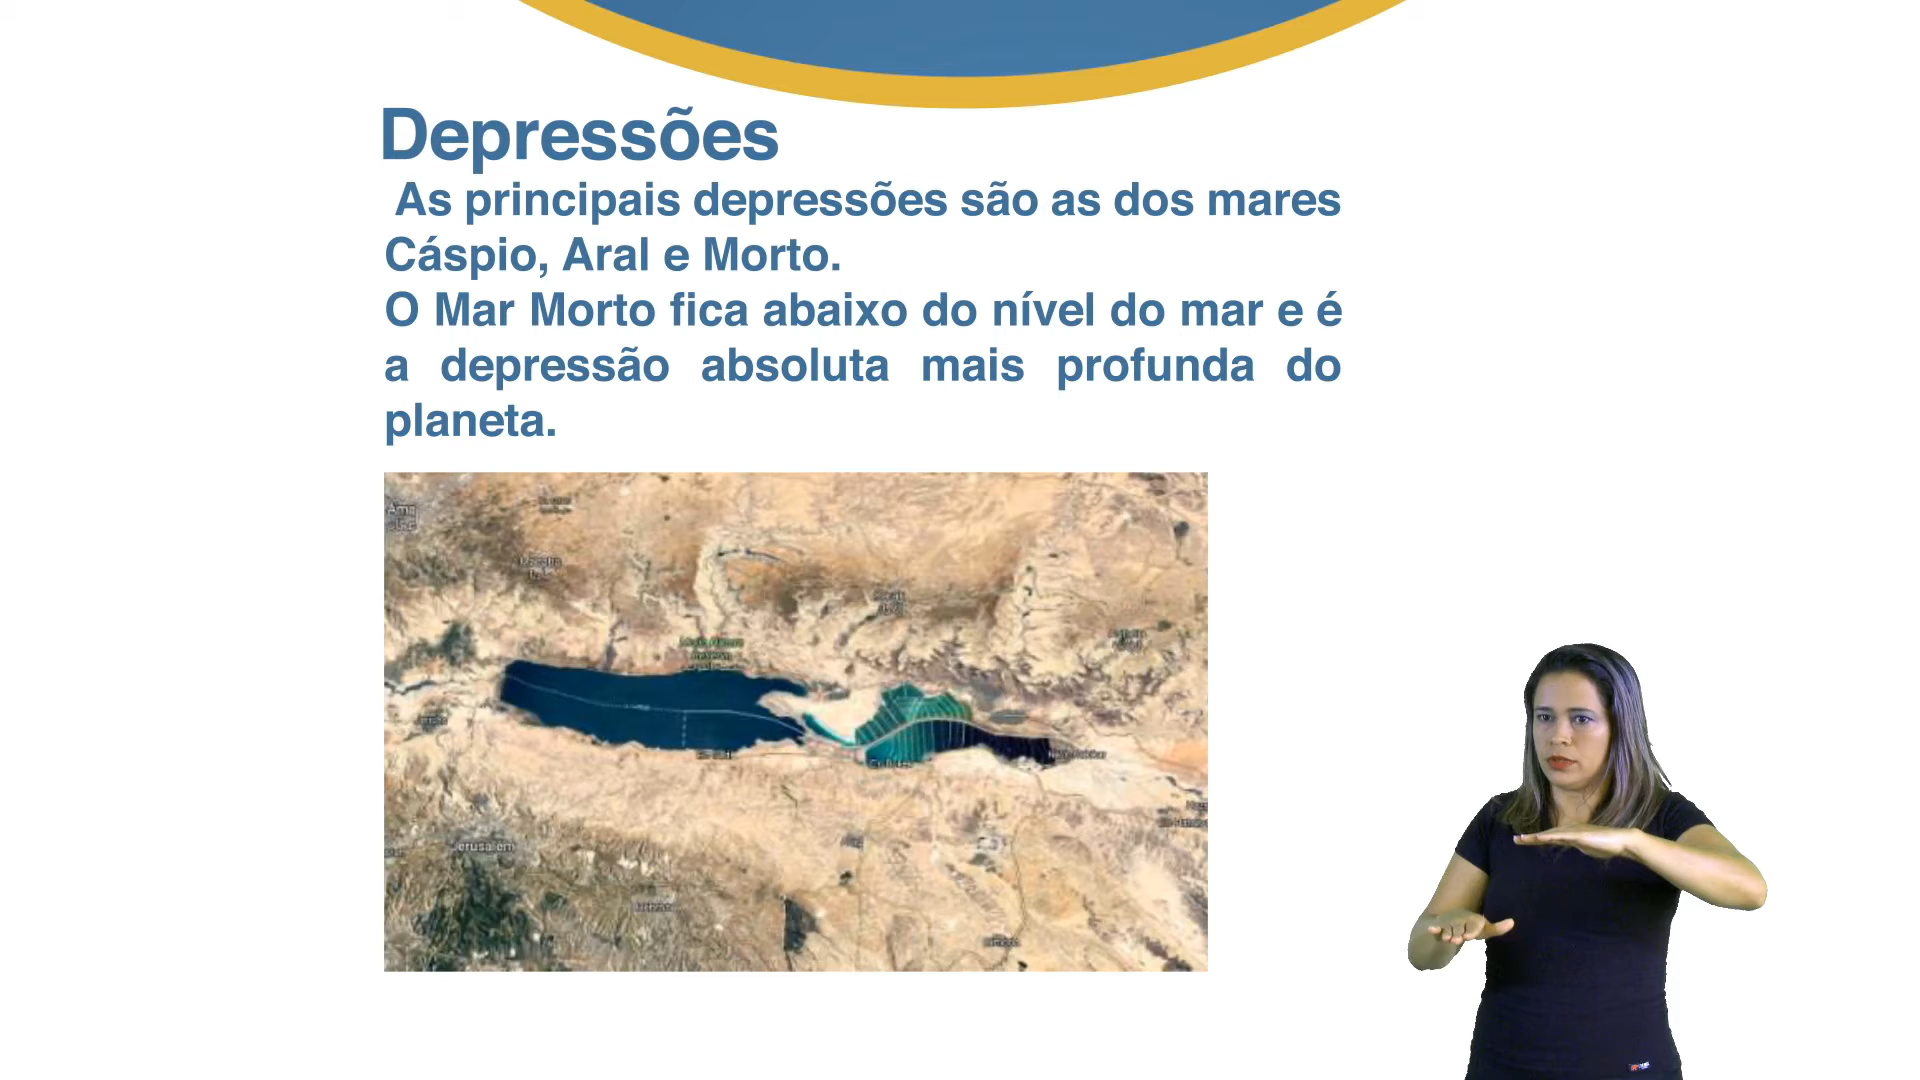 Depressões
As principais depressões são as dos mares
Cáspio, Aral e Morto.
O Mar Morto fica abaixo do nível do mar e é
a depressão absoluta mais profunda do
planeta.
Jerusalém